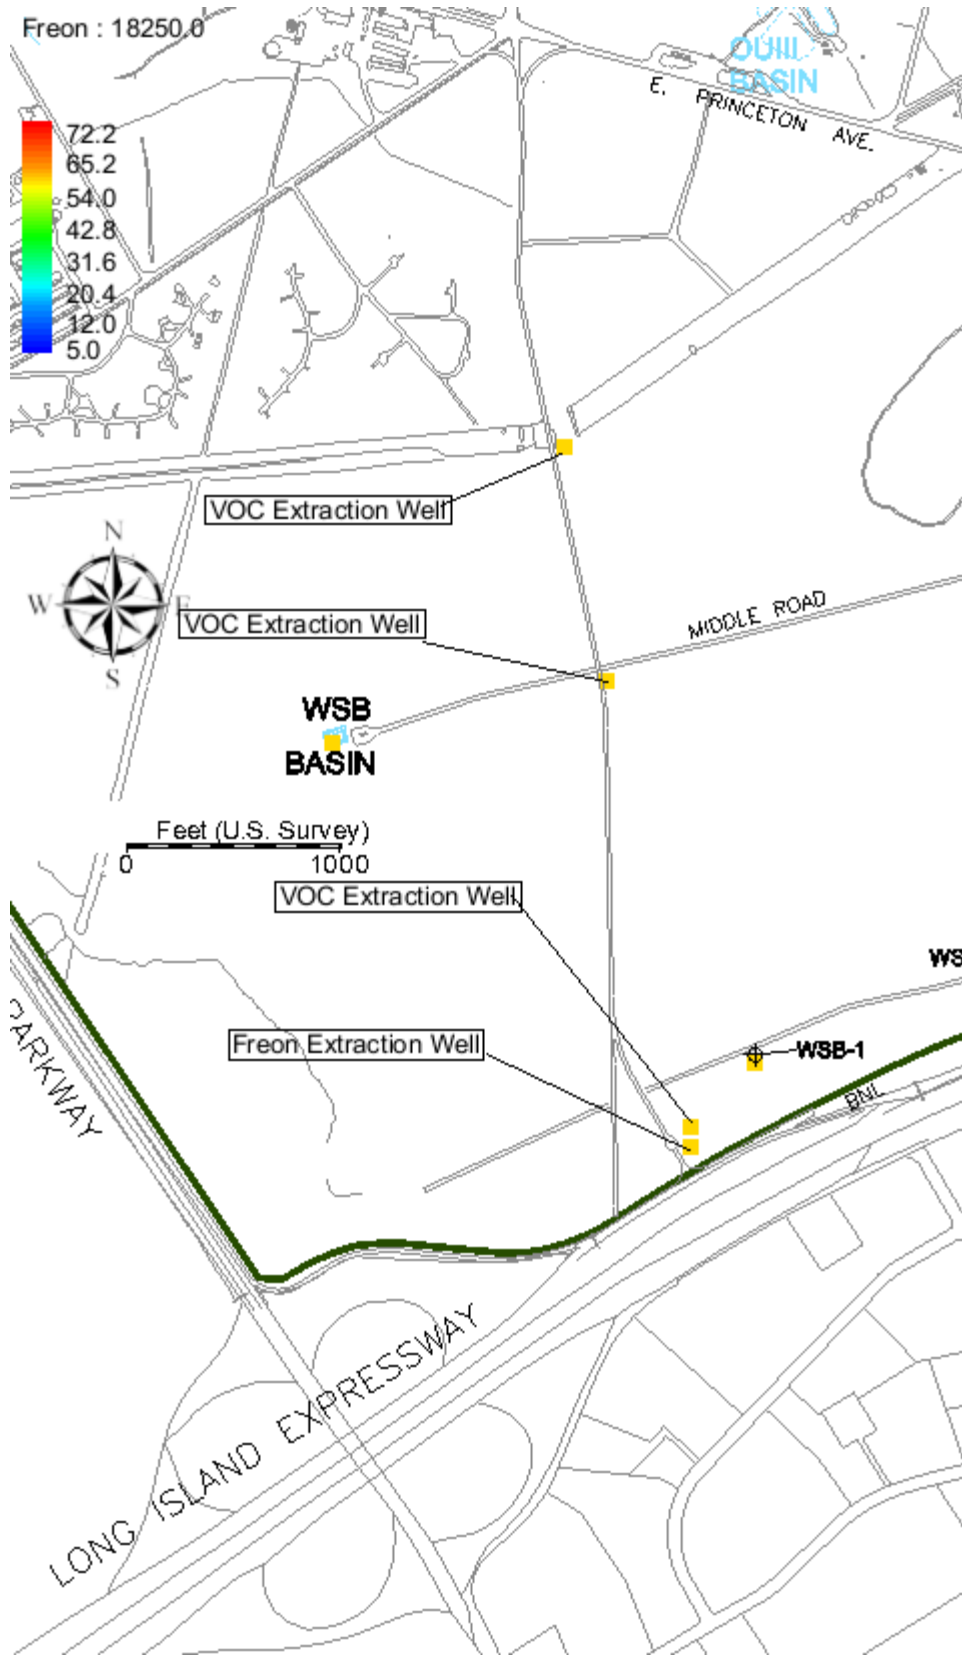 Freon : 18250.0
OUIII
BASIN
E. PRINCETON AVE.
72.2
65.2
54.0
42.8
31.6
20.4
12.0
5.0
VOC Extraction Well
N
W
E
S
VOC Extraction Well
MIDDLE ROAD
WSB
BASIN
Feet (U.S. Survey)
0 1000
VOC Extraction Well
WS
PARKWAY
Freon Extraction Well
WSB-1
BNL
LONG ISLAND EXPRESSWAY